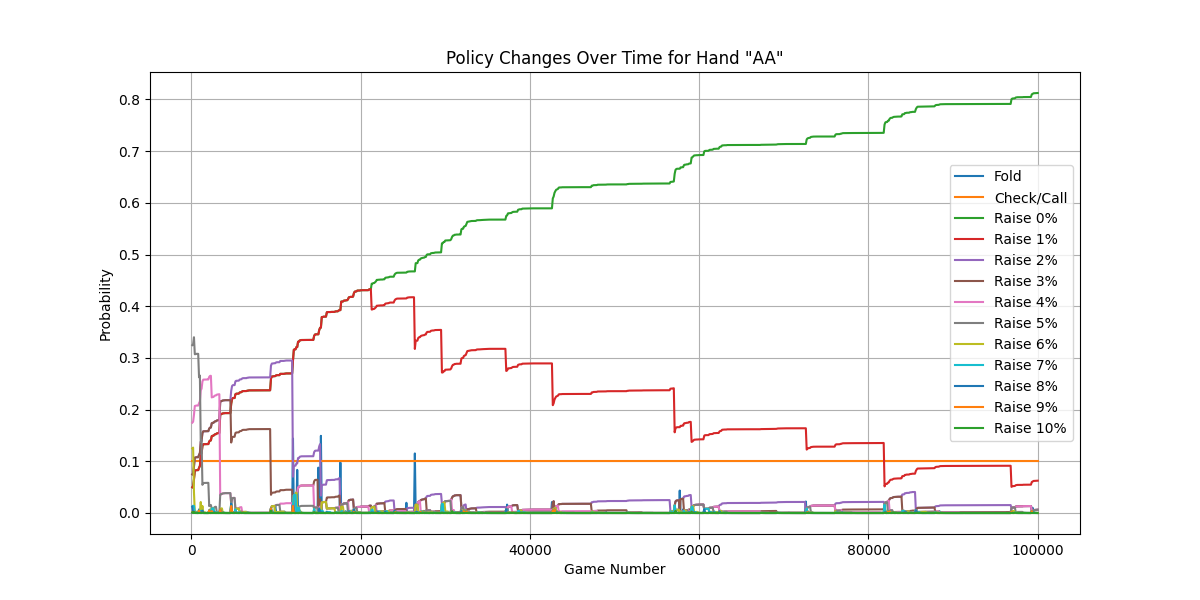 Policy Changes Over Time for Hand "AA"
Probability
0.8
0.7
0.6
0.5
0.4
0.3
0.2
0.1
0.0
Fold
Check/Call
Raise 0%
Raise 1%
Raise 2%
Raise 3%
Raise 4%
Raise 5%
Raise 6%
Raise 7%
Raise 8%
Raise 9%
Raise 10%
0
20000
40000
60000
80000
100000
Game Number